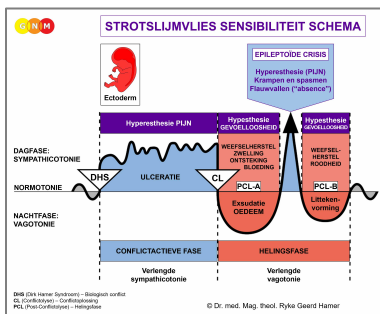 GNM
STROTSLIJMVLIES SENSIBILITEIT SCHEMA
EPILEPTOÏDE CRISIS
Hyperesthesie (PIJN)
Krampen en spasmen
Flauwvallen (“absence”)
Ectoderm
Hyperesthesie PIJN
Hypesthesie
GEVOELLOOSHEID
Hypesthesie
GEVOELLOOSHEID
DAGFASE:
SYMPATHICOTONIE
WEEFSELHERSTEL
ZWELLING
ONTSTEKING
BLOEDING
WEEFSEL-
HERSTEL
ROODHEID
DHS
ULCERATIE
CL
PCL-A
PCL-B
NORMOTONIE
Exsudatie
OEDEEM
Litteken-
vorming
NACHTFASE:
VAGOTONIE
CONFLICTACTIEVE FASE
HELINGSFASE
Verlengde
sympathicotonie
Verlengde
vagotonie
DHS (Dirk Hamer Syndroom) – Biologisch conflict
CL (Conflictolyse) – Conflictoplossing
PCL (Post-Conflictolyse) – Helingsfase
© Dr. med. Mag. theol. Ryke Geerd Hamer